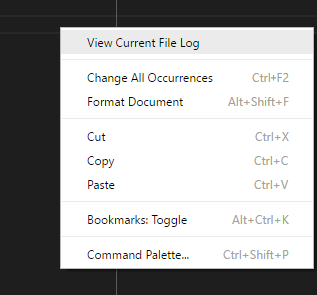 View Current File Log
Change All Occurrences Ctrl+F2
Format Document Alt+Shift+F
Cut Ctrl+X
Copy Ctrl+C
Paste Ctrl+V
Bookmarks: Toggle Alt+Ctrl+K
Command Palette... Ctrl+Shift+P